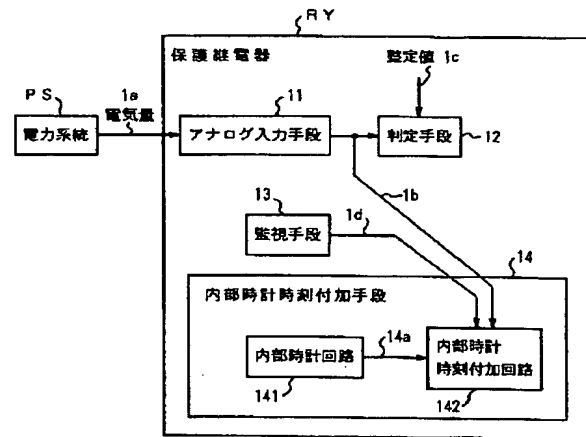 RY
保護継電器
整定値 1c
PS
1a
電気量
11
電力系統
アナログ入力手段
判定手段
12
13
1d
1b
監視手段
14
内部時計時刻付加手段
14a
内部時計回路
内部時計
時刻付加回路
141
142